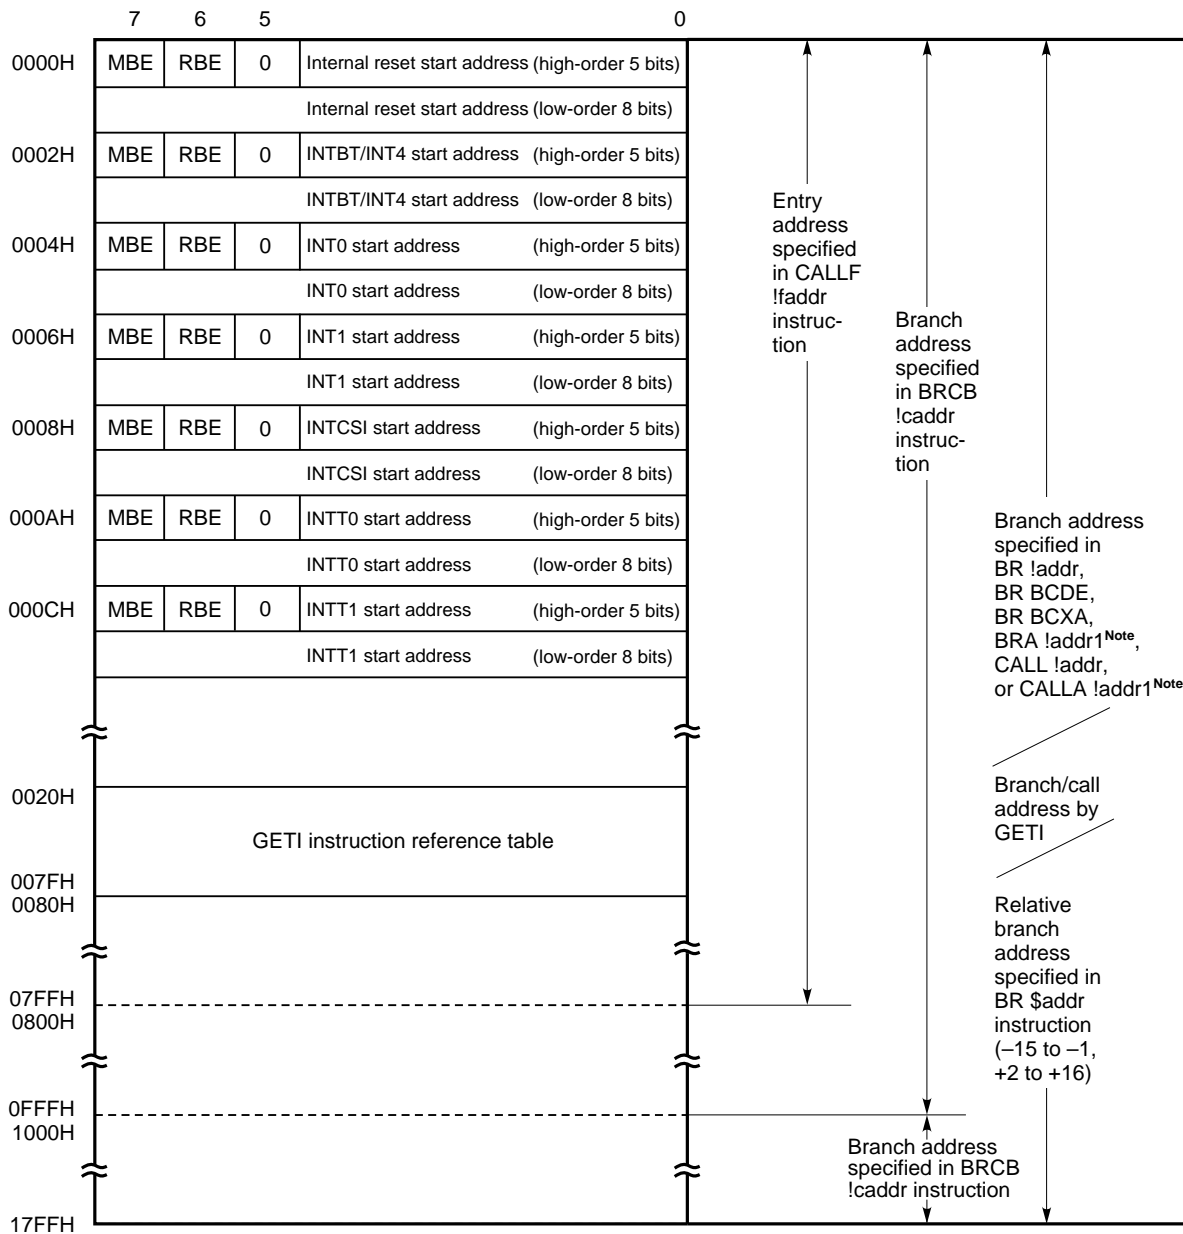 7 6 5 0
0000H MBE RBE 0 Internal reset start address (high-order 5 bits)
Internal reset start address (low-order 8 bits)
0002H MBE RBE 0 INTBT/INT4 start address (high-order 5 bits)
INTBT/INT4 start address (low-order 8 bits)
0004H MBE RBE 0 INT0 start address (high-order 5 bits)
INT0 start address (low-order 8 bits)
0006H MBE RBE 0 INT1 start address (high-order 5 bits)
INT1 start address (low-order 8 bits)
0008H MBE RBE 0 INTCSI start address (high-order 5 bits)
INTCSI start address (low-order 8 bits)
000AH MBE RBE 0 INTT0 start address (high-order 5 bits)
INTT0 start address (low-order 8 bits)
000CH MBE RBE 0 INTT1 start address (high-order 5 bits)
INTT1 start address (low-order 8 bits)
0020H
GETI instruction reference table
007FH
0080H
07FFH
0800H
0FFFH
1000H
17FFH
Entry
address
specified
in CALLF
!faddr
instruc-
tion
Branch
address
specified
in BRCB
!caddr
instruc-
tion
Branch address
specified in BRCB
!caddr instruction
Branch address
specified in
BR !addr,
BR BCDE,
BR BCXA,
BRA !addr1Note,
CALL !addr,
or CALLA !addr1Note
Branch/call
address by
GETI
Relative
branch
address
specified in
BR $addr
instruction
(–15 to –1,
+2 to +16)